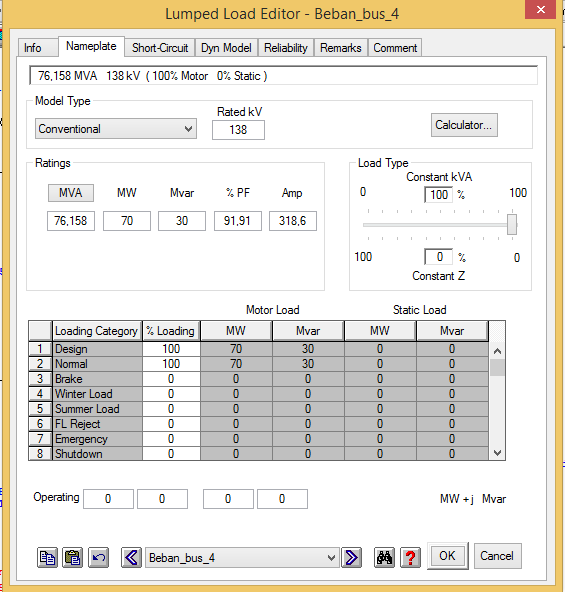 Lumped Load Editor - Beban_bus_4
Info Nameplate Short-Circuit Dyn Model Reliability Remarks Comment
76,158 MVA 138 kV ( 100% Motor 0% Static )
Model Type
Conventional
Rated kV
138
Calculator...
Ratings
MVA MW Mvar % PF Amp
76,158 70 30 91,91 318,6
Load Type
Constant kVA
0 100 % 100
100 0 % 0
Constant Z
Motor Load Static Load
Loading Category % Loading MW Mvar MW Mvar
1 Design 100 70 30 0 0
2 Normal 100 70 30 0 0
3 Brake 0 0 0 0 0
4 Winter Load 0 0 0 0 0
5 Summer Load 0 0 0 0 0
6 FL Reject 0 0 0 0 0
7 Emergency 0 0 0 0 0
8 Shutdown 0 0 0 0 0
Operating 0 0 0 0 MW + j Mvar
Beban_bus_4 ? OK Cancel